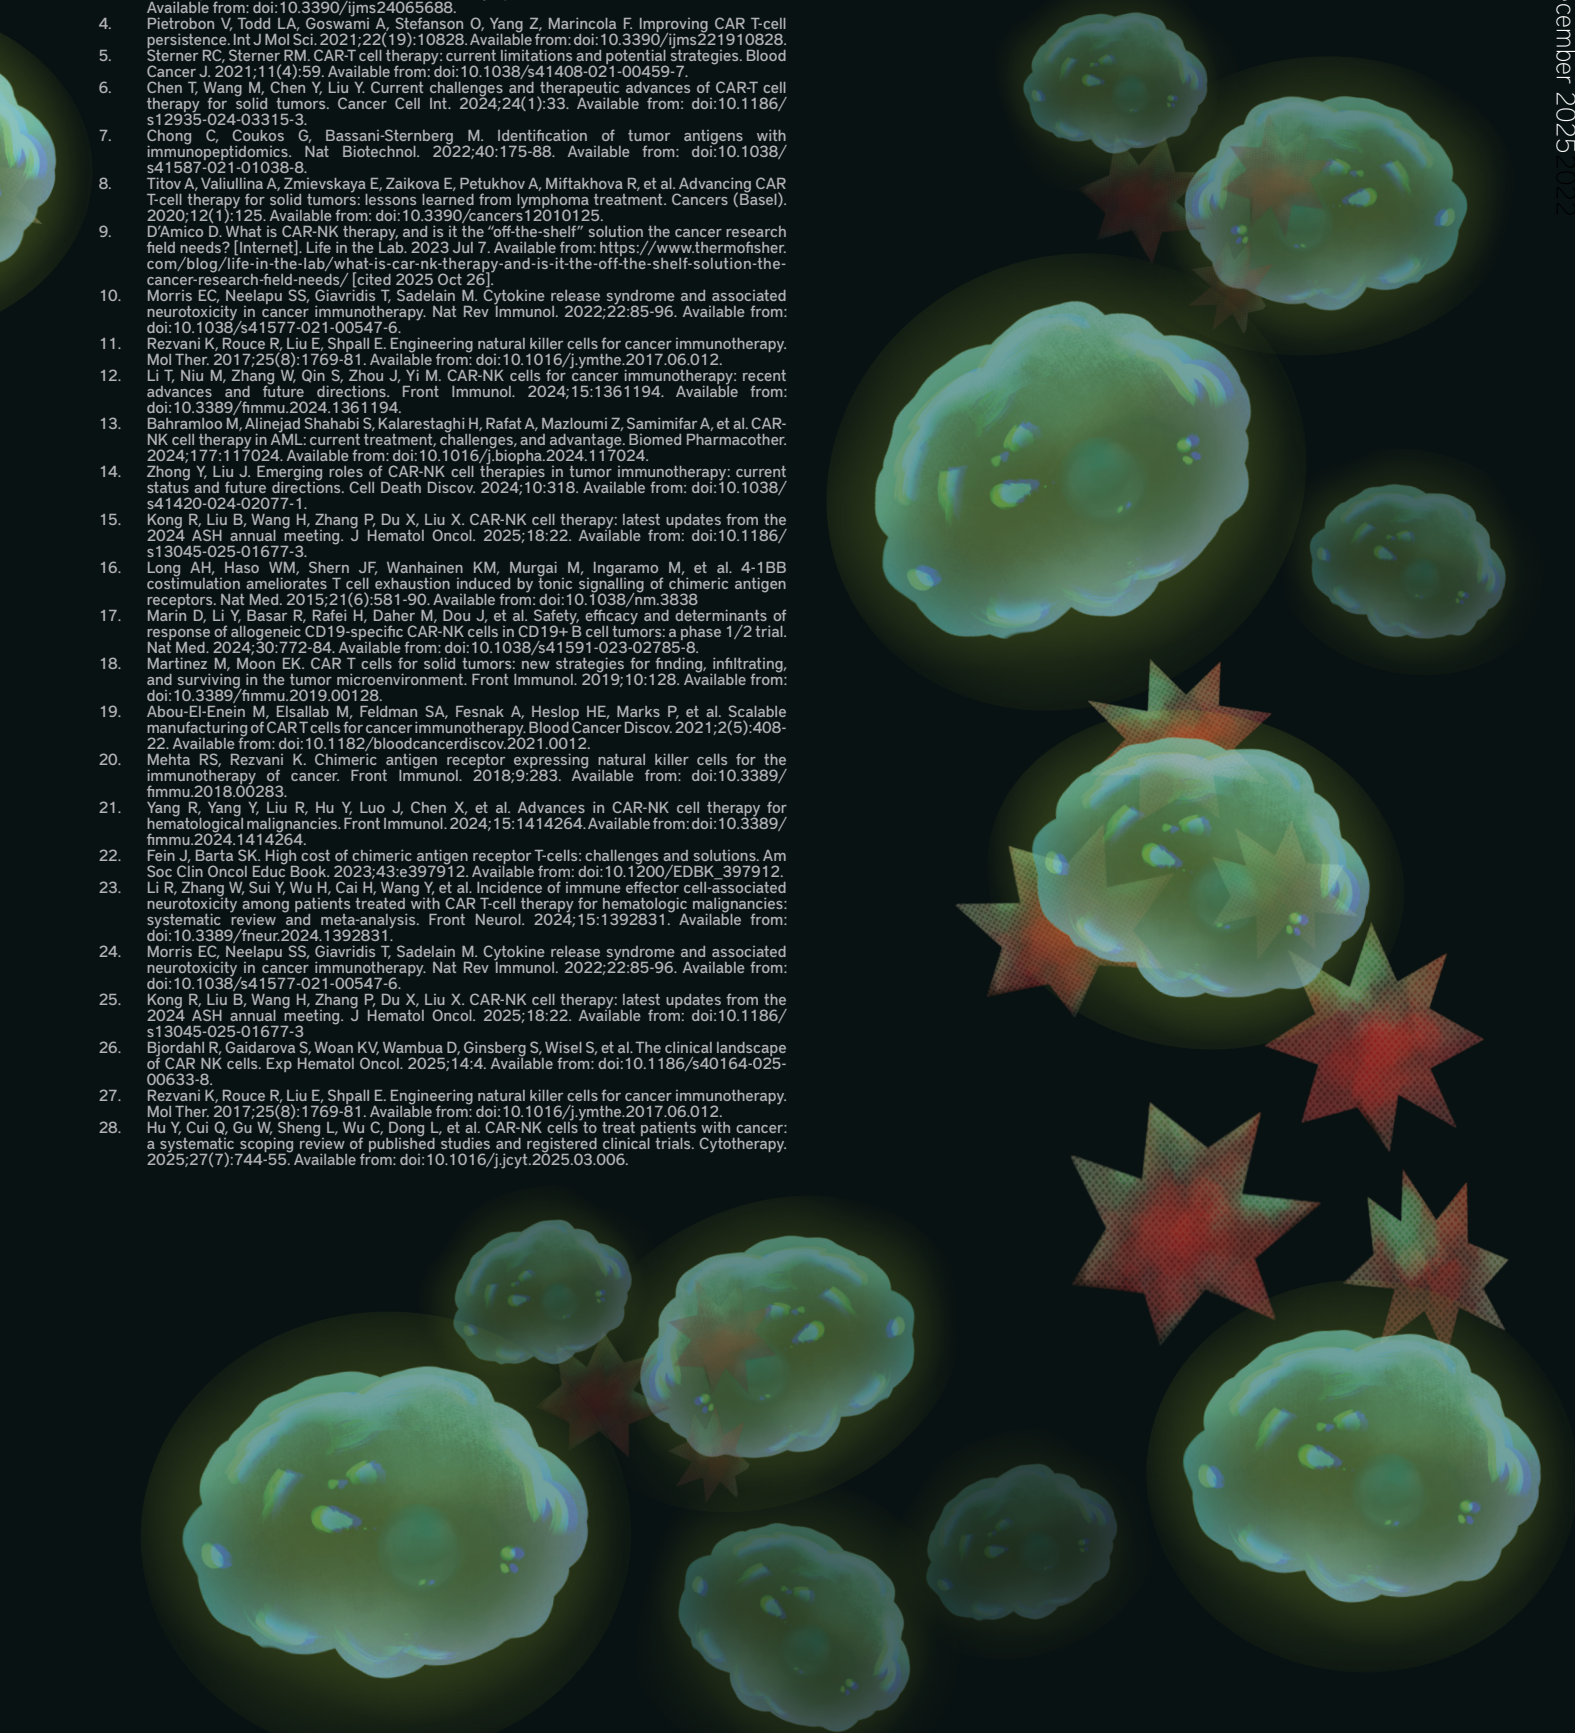 Available from: doi:10.3390/ijms24065688.
4. Pietrobon V, Todd LA, Goswami A, Stefanson O, Yang Z, Marincola F. Improving CAR T-cell
persistence. Int J Mol Sci. 2021;22(19):10828. Available from: doi:10.3390/ijms221910828.
5. Sterner RC, Sterner RM. CAR-T cell therapy: current limitations and potential strategies. Blood
Cancer J. 2021;11(4):59. Available from: doi:10.1038/s41408-021-00459-7.
6. Chen T, Wang M, Chen Y, Liu Y. Current challenges and therapeutic advances of CAR-T cell
therapy for solid tumors. Cancer Cell Int. 2024;24(1):33. Available from: doi:10.1186/
s12935-024-03315-3.
7. Chong C, Coukos G, Bassani-Sternberg M. Identification of tumor antigens with
immunopeptidomics. Nat Biotechnol. 2022;40:175-88. Available from: doi:10.1038/
s41587-021-01038-8.
8. Titov A, Valiullina A, Zmievskaya E, Zaikova E, Petukhov A, Miftakhova R, et al. Advancing CAR
T-cell therapy for solid tumors: lessons learned from lymphoma treatment. Cancers (Basel).
2020;12(1):125. Available from: doi:10.3390/cancers12010125.
9. D’Amico D. What is CAR-NK therapy, and is it the “off-the-shelf” solution the cancer research
field needs? [Internet]. Life in the Lab. 2023 Jul 7. Available from: https://www.thermofisher.
com/blog/life-in-the-lab/what-is-car-nk-therapy-and-is-it-the-off-the-shelf-solution-the-
cancer-research-field-needs/ [cited 2025 Oct 26].
10. Morris EC, Neelapu SS, Giavridis T, Sadelain M. Cytokine release syndrome and associated
neurotoxicity in cancer immunotherapy. Nat Rev Immunol. 2022;22:85-96. Available from:
doi:10.1038/s41577-021-00547-6.
11. Rezvani K, Rouce R, Liu E, Shpall E. Engineering natural killer cells for cancer immunotherapy.
Mol Ther. 2017;25(8):1769-81. Available from: doi:10.1016/j.ymthe.2017.06.012.
12. Li T, Niu M, Zhang W, Qin S, Zhou J, Yi M. CAR-NK cells for cancer immunotherapy: recent
advances and future directions. Front Immunol. 2024;15:1361194. Available from:
doi:10.3389/fimmu.2024.1361194.
13. Bahramloo M, Alinejad Shahabi S, Kalarestaghi H, Rafat A, Mazloumi Z, Samimifar A, et al. CAR-
NK cell therapy in AML: current treatment, challenges, and advantage. Biomed Pharmacother.
2024;177:117024. Available from: doi:10.1016/j.biopha.2024.117024.
14. Zhong Y, Liu J. Emerging roles of CAR-NK cell therapies in tumor immunotherapy: current
status and future directions. Cell Death Discov. 2024;10:318. Available from: doi:10.1038/
s41420-024-02077-1.
15. Kong R, Liu B, Wang H, Zhang P, Du X, Liu X. CAR-NK cell therapy: latest updates from the
2024 ASH annual meeting. J Hematol Oncol. 2025;18:22. Available from: doi:10.1186/
s13045-025-01677-3.
16. Long AH, Haso WM, Shern JF, Wanhainen KM, Murgai M, Ingaramo M, et al. 4-1BB
costimulation ameliorates T cell exhaustion induced by tonic signalling of chimeric antigen
receptors. Nat Med. 2015;21(6):581-90. Available from: doi:10.1038/nm.3838
17. Marin D, Li Y, Basar R, Rafei H, Daher M, Dou J, et al. Safety, efficacy and determinants of
response of allogeneic CD19-specific CAR-NK cells in CD19+ B cell tumors: a phase 1/2 trial.
Nat Med. 2024;30:772-84. Available from: doi:10.1038/s41591-023-02785-8.
18. Martinez M, Moon EK. CAR T cells for solid tumors: new strategies for finding, infiltrating,
and surviving in the tumor microenvironment. Front Immunol. 2019;10:128. Available from:
doi:10.3389/fimmu.2019.00128.
19. Abou-El-Enein M, Elsallab M, Feldman SA, Fesnak A, Heslop HE, Marks P, et al. Scalable
manufacturing of CAR T cells for cancer immunotherapy. Blood Cancer Discov. 2021;2(5):408-
22. Available from: doi:10.1182/bloodcancerdiscov.2021.0012.
20. Mehta RS, Rezvani K. Chimeric antigen receptor expressing natural killer cells for the
immunotherapy of cancer. Front Immunol. 2018;9:283. Available from: doi:10.3389/
fimmu.2018.00283.
21. Yang R, Yang Y, Liu R, Hu Y, Luo J, Chen X, et al. Advances in CAR-NK cell therapy for
hematological malignancies. Front Immunol. 2024;15:1414264. Available from: doi:10.3389/
fimmu.2024.1414264.
22. Fein J, Barta SK. High cost of chimeric antigen receptor T-cells: challenges and solutions. Am
Soc Clin Oncol Educ Book. 2023;43:e397912. Available from: doi:10.1200/EDBK_397912.
23. Li R, Zhang W, Sui Y, Wu H, Cai H, Wang Y, et al. Incidence of immune effector cell-associated
neurotoxicity among patients treated with CAR T-cell therapy for hematologic malignancies:
systematic review and meta-analysis. Front Neurol. 2024;15:1392831. Available from:
doi:10.3389/fneur.2024.1392831.
24. Morris EC, Neelapu SS, Giavridis T, Sadelain M. Cytokine release syndrome and associated
neurotoxicity in cancer immunotherapy. Nat Rev Immunol. 2022;22:85-96. Available from:
doi:10.1038/s41577-021-00547-6.
25. Kong R, Liu B, Wang H, Zhang P, Du X, Liu X. CAR-NK cell therapy: latest updates from the
2024 ASH annual meeting. J Hematol Oncol. 2025;18:22. Available from: doi:10.1186/
s13045-025-01677-3
26. Bjordahl R, Gaidarova S, Woan KV, Wambua D, Ginsberg S, Wisel S, et al. The clinical landscape
of CAR NK cells. Exp Hematol Oncol. 2025;14:4. Available from: doi:10.1186/s40164-025-
00633-8.
27. Rezvani K, Rouce R, Liu E, Shpall E. Engineering natural killer cells for cancer immunotherapy.
Mol Ther. 2017;25(8):1769-81. Available from: doi:10.1016/j.ymthe.2017.06.012.
28. Hu Y, Cui Q, Gu W, Sheng L, Wu C, Dong L, et al. CAR-NK cells to treat patients with cancer:
a systematic scoping review of published studies and registered clinical trials. Cytotherapy.
2025;27(7):744-55. Available from: doi:10.1016/j.jcyt.2025.03.006.
cember 2025 2022